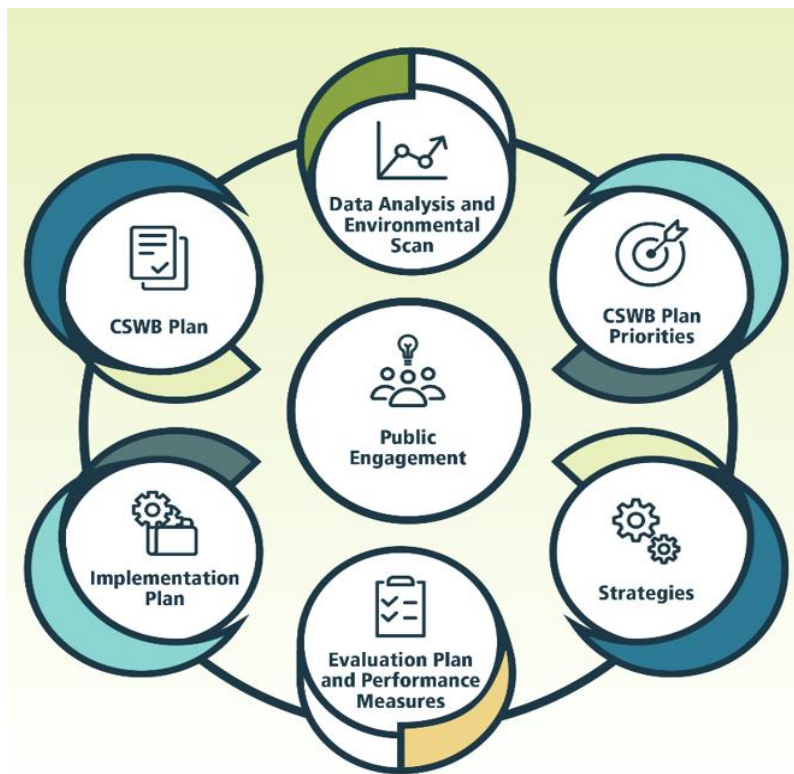 Data Analysis and
Environmental
Scan
CSWB Plan
CSWB Plan
Priorities
Public
Engagement
Implementation
Plan
Strategies
Evaluation Plan
and Performance
Measures